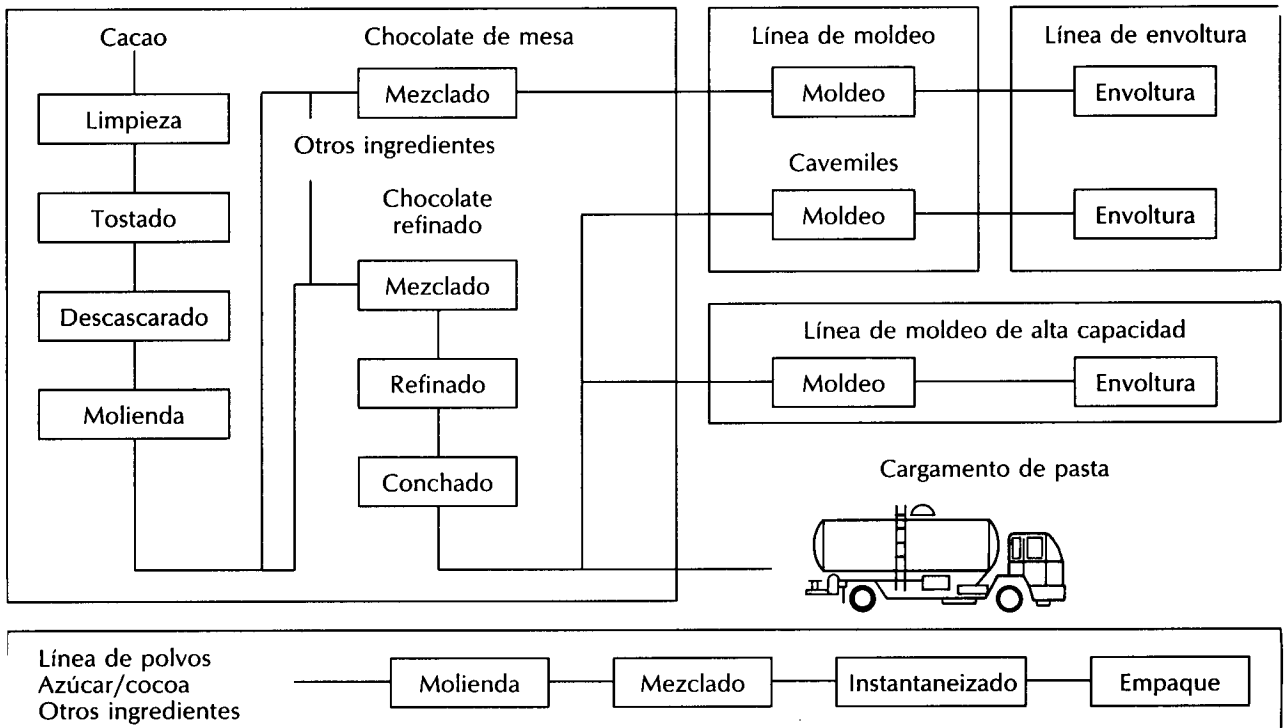 Cacao
Limpieza
Tostado
Descascarado
Molienda
Chocolate de mesa
Mezclado
Otros ingredientes
Chocolate
refinado
Mezclado
Refinado
Conchado
Línea de moldeo
Moldeo
Cavemiles
Moldeo
Línea de envoltura
Envoltura
Envoltura
Línea de moldeo de alta capacidad
Moldeo
Envoltura
Cargamento de pasta
Línea de polvos
Azúcar/cocoa
Otros ingredientes
Molienda
Mezclado
Instantaneizado
Empaque